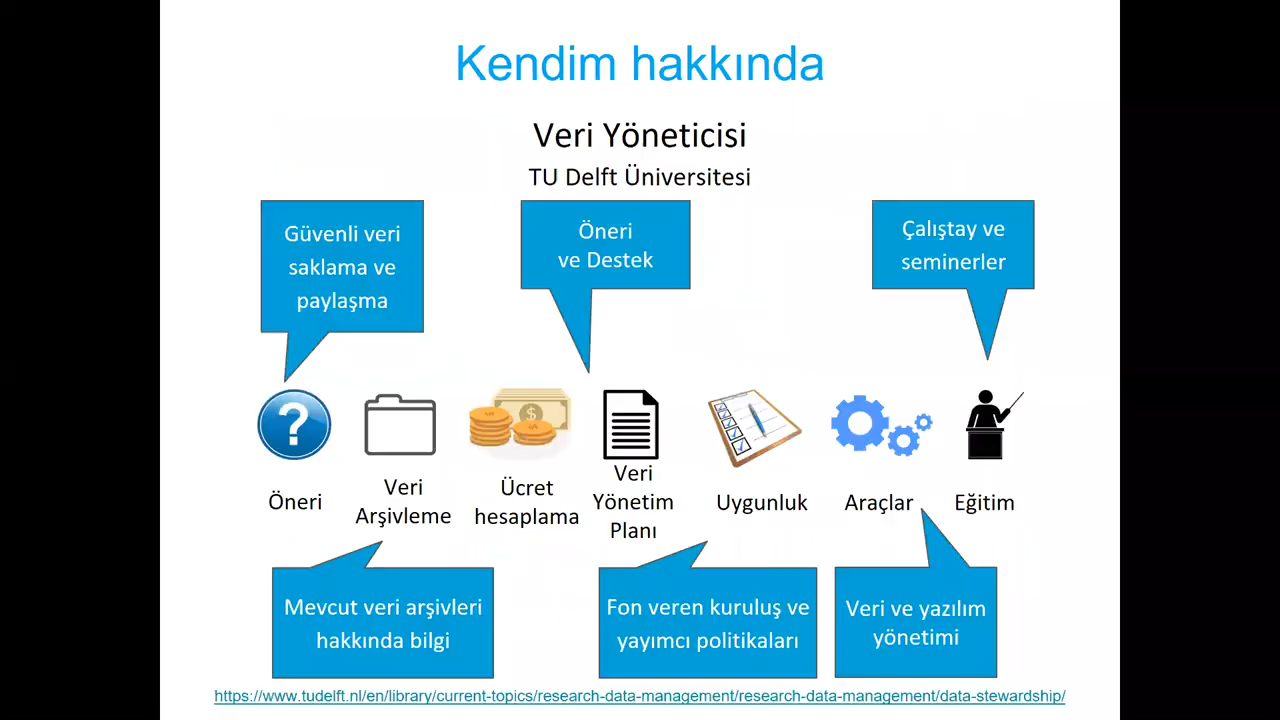 Kendim hakkında
Veri Yöneticisi
TU Delft Üniversitesi
Güvenli veri
saklama ve
paylaşma
Öneri
ve Destek
Çalıştay ve
seminerler
Öneri
Veri
Arşivleme
Ücret
hesaplama
Veri
Yönetim
Planı
Uygunluk
Araçlar
Eğitim
Mevcut veri arşivleri
hakkında bilgi
Fon veren kuruluş ve
yayımcı politikaları
Veri ve yazılım
yönetimi
https://www.tudelft.nl/en/library/current-topics/research-data-management/research-data-management/data-stewardship/